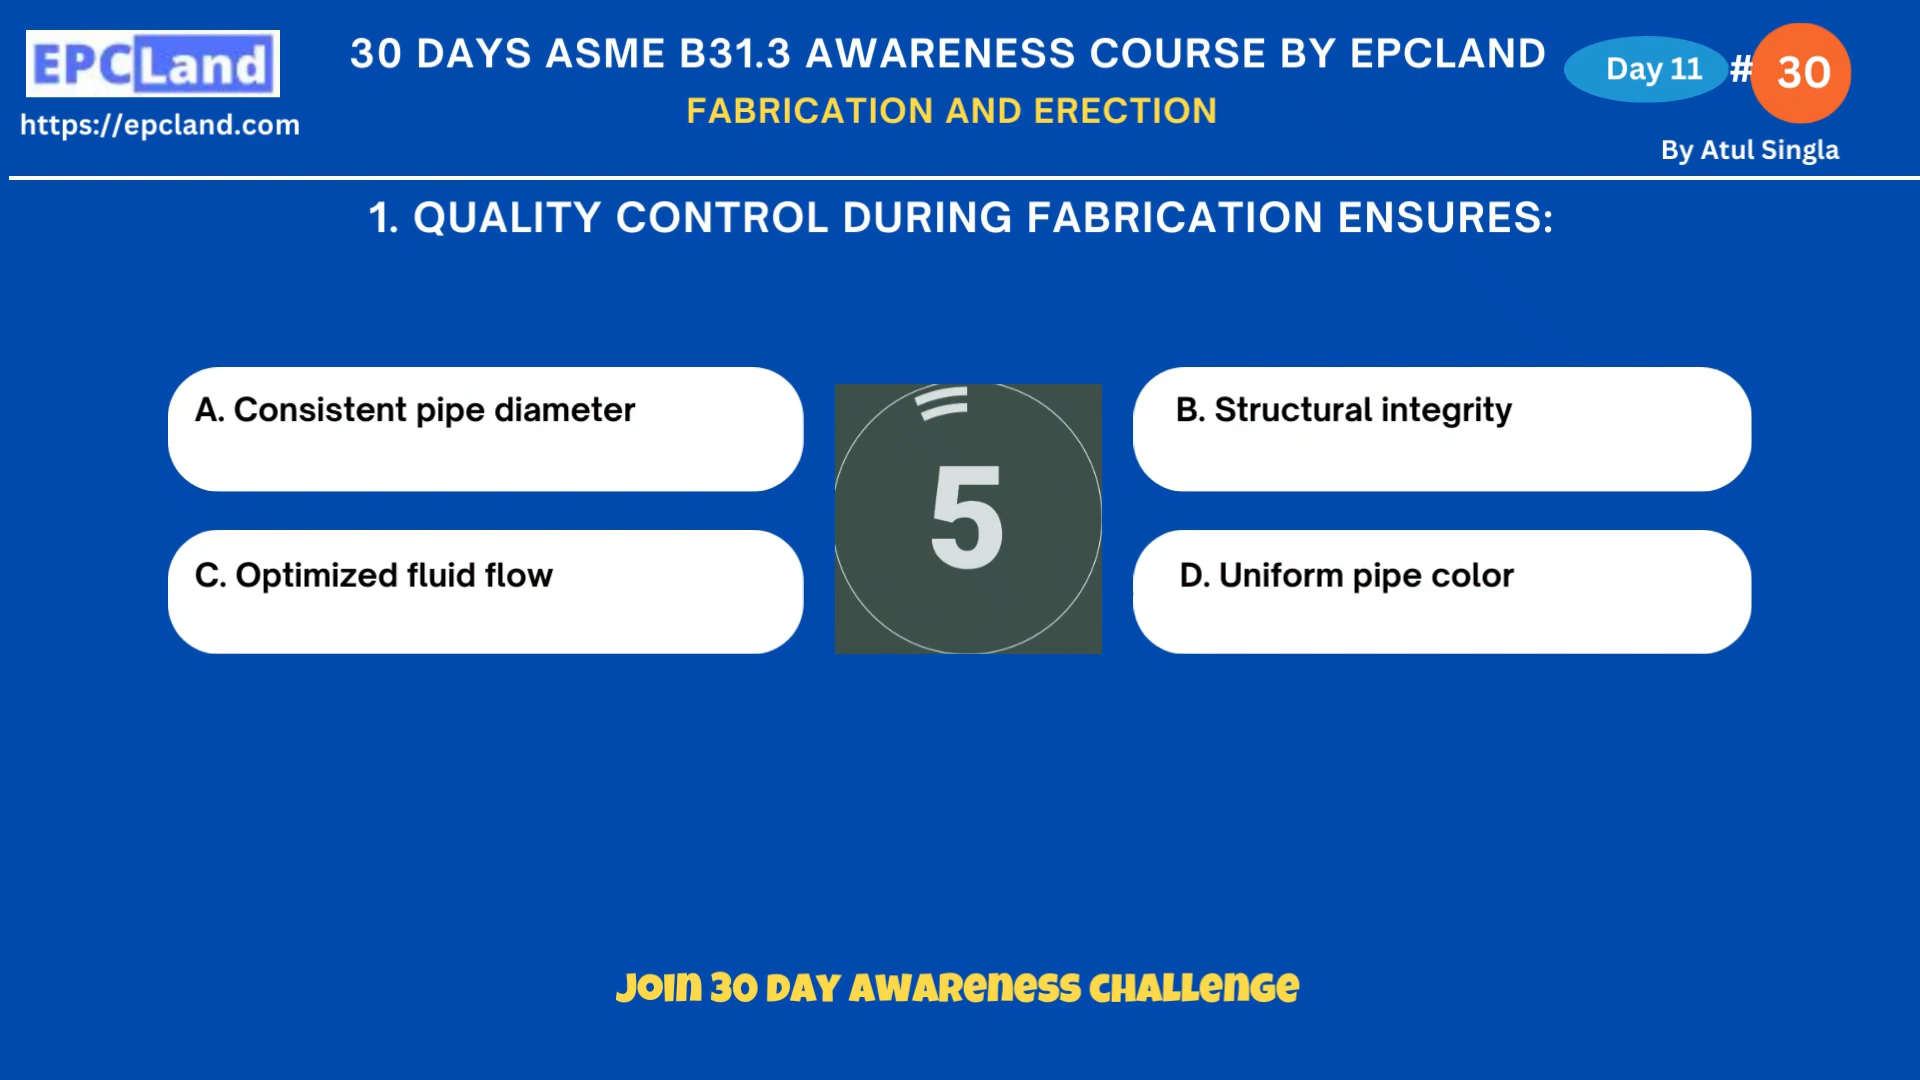 EPCLand
https://epcland.com
30 DAYS ASME B31.3 AWARENESS COURSE BY EPCLAND
FABRICATION AND ERECTION
Day 11 # 30
By Atul Singla
1. QUALITY CONTROL DURING FABRICATION ENSURES:
A. Consistent pipe diameter
B. Structural integrity
5
C. Optimized fluid flow
D. Uniform pipe color
Join 30 Day Awareness Challenge